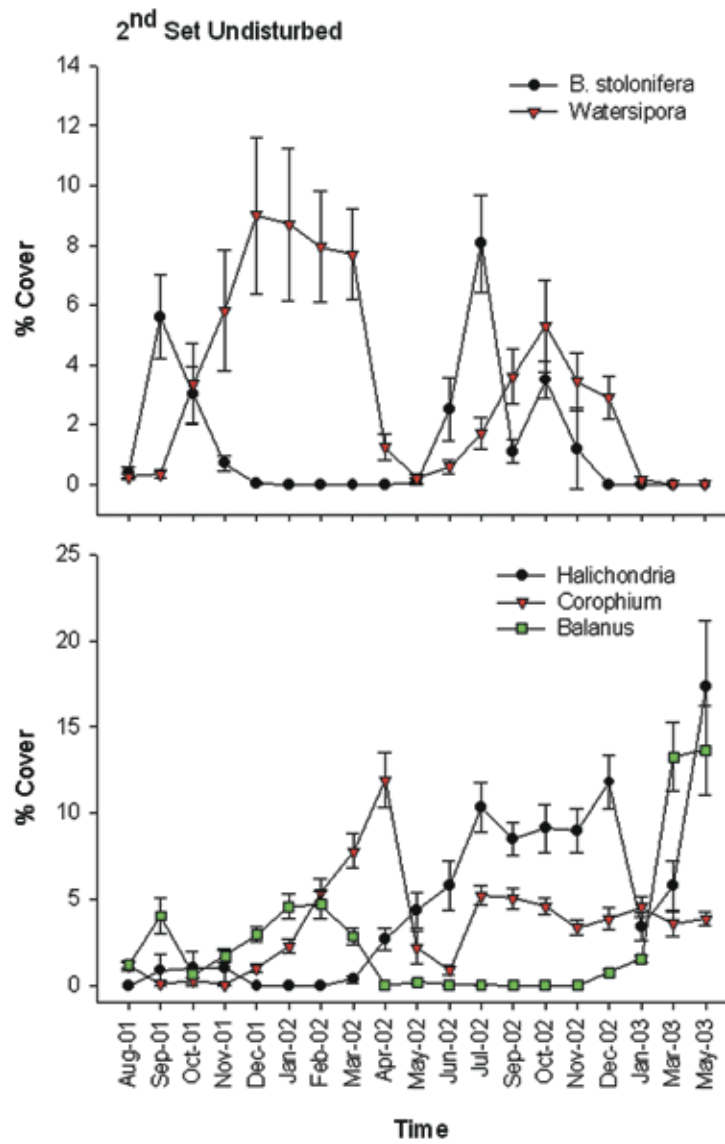 2nd Set Undisturbed
14
12
10
8
6
4
2
0
% Cover
B. stolonifera
Watersipora
25
20
15
10
5
0
% Cover
Halichondria
Corophium
Balanus
Aug-01
Sep-01
Oct-01
Nov-01
Dec-01
Jan-02
Feb-02
Mar-02
Apr-02
May-02
Jun-02
Jul-02
Sep-02
Oct-02
Nov-02
Dec-02
Jan-03
Mar-03
May-03
Time